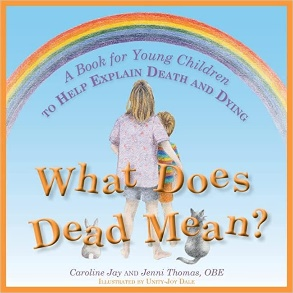 A Book for Young Children
to Help Explain Death and Dying
What Does
Dead Mean?
Caroline Jay and Jenni Thomas, OBE
Illustrated by Unity-Joy Dale